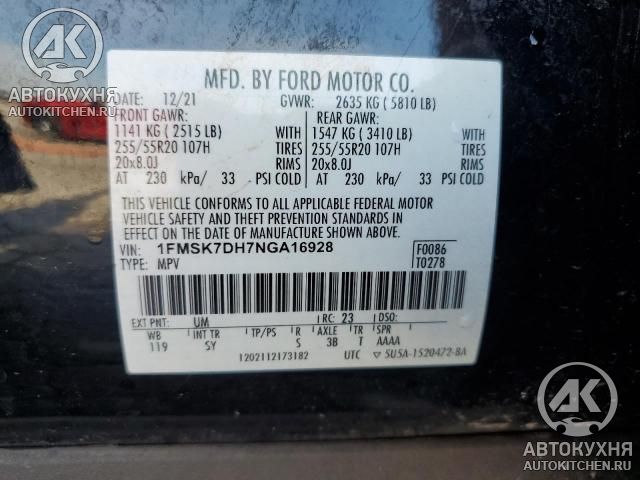 АК
АВТОКУХНЯ
AUTOKITCHEN.RU
MFD. BY FORD MOTOR CO.
DATE: 12/21 GVWR: 2635 KG ( 5810 LB)
FRONT GAWR: REAR GAWR:
1141 KG ( 2515 LB) WITH 1547 KG ( 3410 LB) WITH
255/55R20 107H TIRES 255/55R20 107H TIRES
20x8.0J RIMS 20x8.0J RIMS
AT 230 kPa/ 33 PSI COLD AT 230 kPa/ 33 PSI COLD
THIS VEHICLE CONFORMS TO ALL APPLICABLE FEDERAL MOTOR
VEHICLE SAFETY AND THEFT PREVENTION STANDARDS IN
EFFECT ON THE DATE OF MANUFACTURE SHOWN ABOVE.
VIN: 1FMSK7DH7NGA16928 F0086
TYPE: MPV T0278
EXT PNT: UM RC: 23 DSO:
WB INT TR TP/PS R AXLE TR SPR
119 SY S 3B T AAAA
1202112173182 UTC ▽ 5U5A-1520472-BA
АК
АВТОКУХНЯ
AUTOKITCHEN.RU